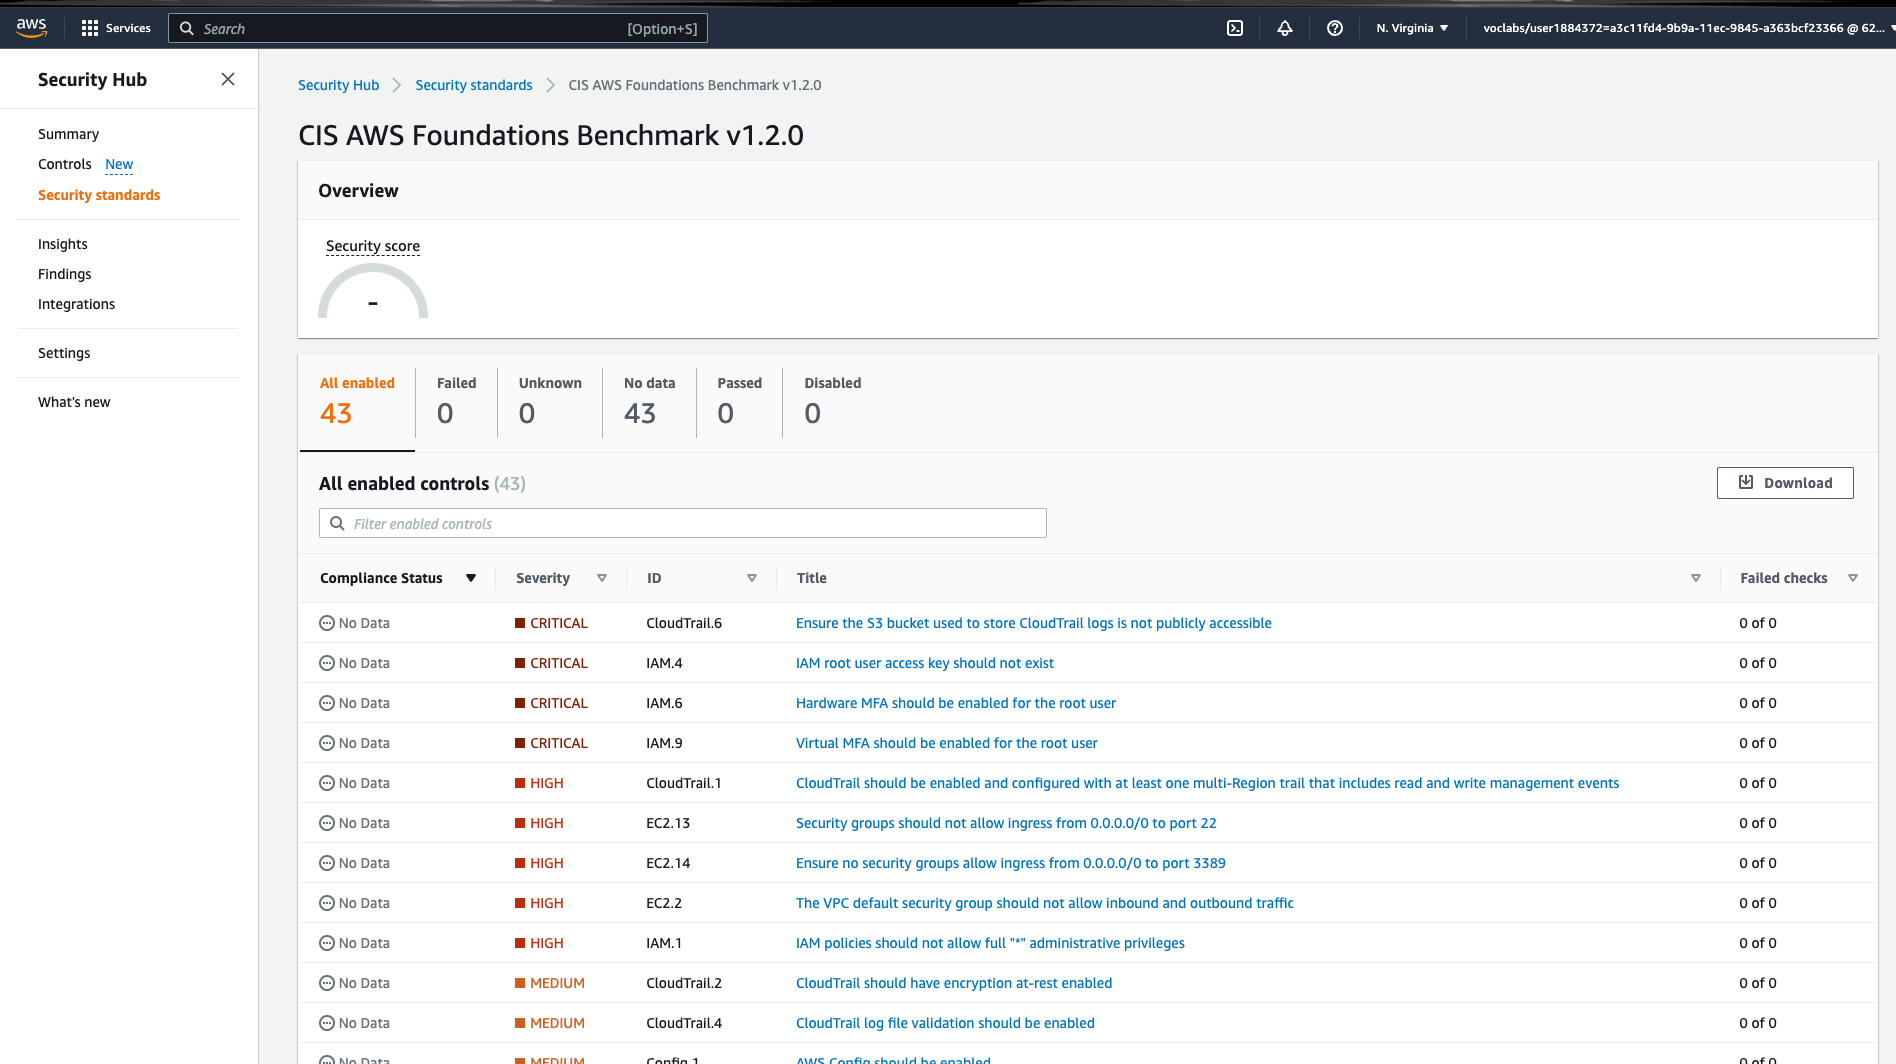 aws Services Search [Option+S] N. Virginia voclabs/user1884372=a3c11fd4-9b9a-11ec-9845-a363bcf23366 @ 62...
Security Hub
Summary
Controls New
Security standards
Insights
Findings
Integrations
Settings
What's new
Security Hub Security standards CIS AWS Foundations Benchmark v1.2.0
CIS AWS Foundations Benchmark v1.2.0
Overview
Security score
-
All enabled Failed Unknown No data Passed Disabled
43 0 0 43 0 0
All enabled controls (43) Download
Filter enabled controls
Compliance Status Severity ID Title Failed checks
No Data CRITICAL CloudTrail.6 Ensure the S3 bucket used to store CloudTrail logs is not publicly accessible 0 of 0
No Data CRITICAL IAM.4 IAM root user access key should not exist 0 of 0
No Data CRITICAL IAM.6 Hardware MFA should be enabled for the root user 0 of 0
No Data CRITICAL IAM.9 Virtual MFA should be enabled for the root user 0 of 0
No Data HIGH CloudTrail.1 CloudTrail should be enabled and configured with at least one multi-Region trail that includes read and write management events 0 of 0
No Data HIGH EC2.13 Security groups should not allow ingress from 0.0.0.0/0 to port 22 0 of 0
No Data HIGH EC2.14 Ensure no security groups allow ingress from 0.0.0.0/0 to port 3389 0 of 0
No Data HIGH EC2.2 The VPC default security group should not allow inbound and outbound traffic 0 of 0
No Data HIGH IAM.1 IAM policies should not allow full "*" administrative privileges 0 of 0
No Data MEDIUM CloudTrail.2 CloudTrail should have encryption at-rest enabled 0 of 0
No Data MEDIUM CloudTrail.4 CloudTrail log file validation should be enabled 0 of 0
No Data MEDIUM Config.1 AWS Config should be enabled 0 of 0